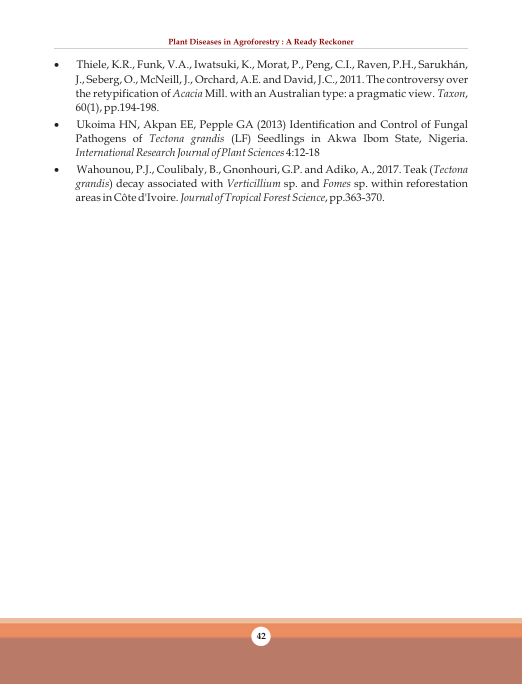 Plant Diseases in Agroforestry : A Ready Reckoner
• Thiele, K.R., Funk, V.A., Iwatsuki, K., Morat, P., Peng, C.I., Raven, P.H., Sarukhán,
J., Seberg, O., McNeill, J., Orchard, A.E. and David, J.C., 2011. The controversy over
the retypification of Acacia Mill. with an Australian type: a pragmatic view. Taxon,
60(1), pp.194-198.
• Ukoima HN, Akpan EE, Pepple GA (2013) Identification and Control of Fungal
Pathogens of Tectona grandis (LF) Seedlings in Akwa Ibom State, Nigeria.
International Research Journal of Plant Sciences 4:12-18
• Wahounou, P.J., Coulibaly, B., Gnonhouri, G.P. and Adiko, A., 2017. Teak (Tectona
grandis) decay associated with Verticillium sp. and Fomes sp. within reforestation
areas in Côte d'Ivoire. Journal of Tropical Forest Science, pp.363-370.
42